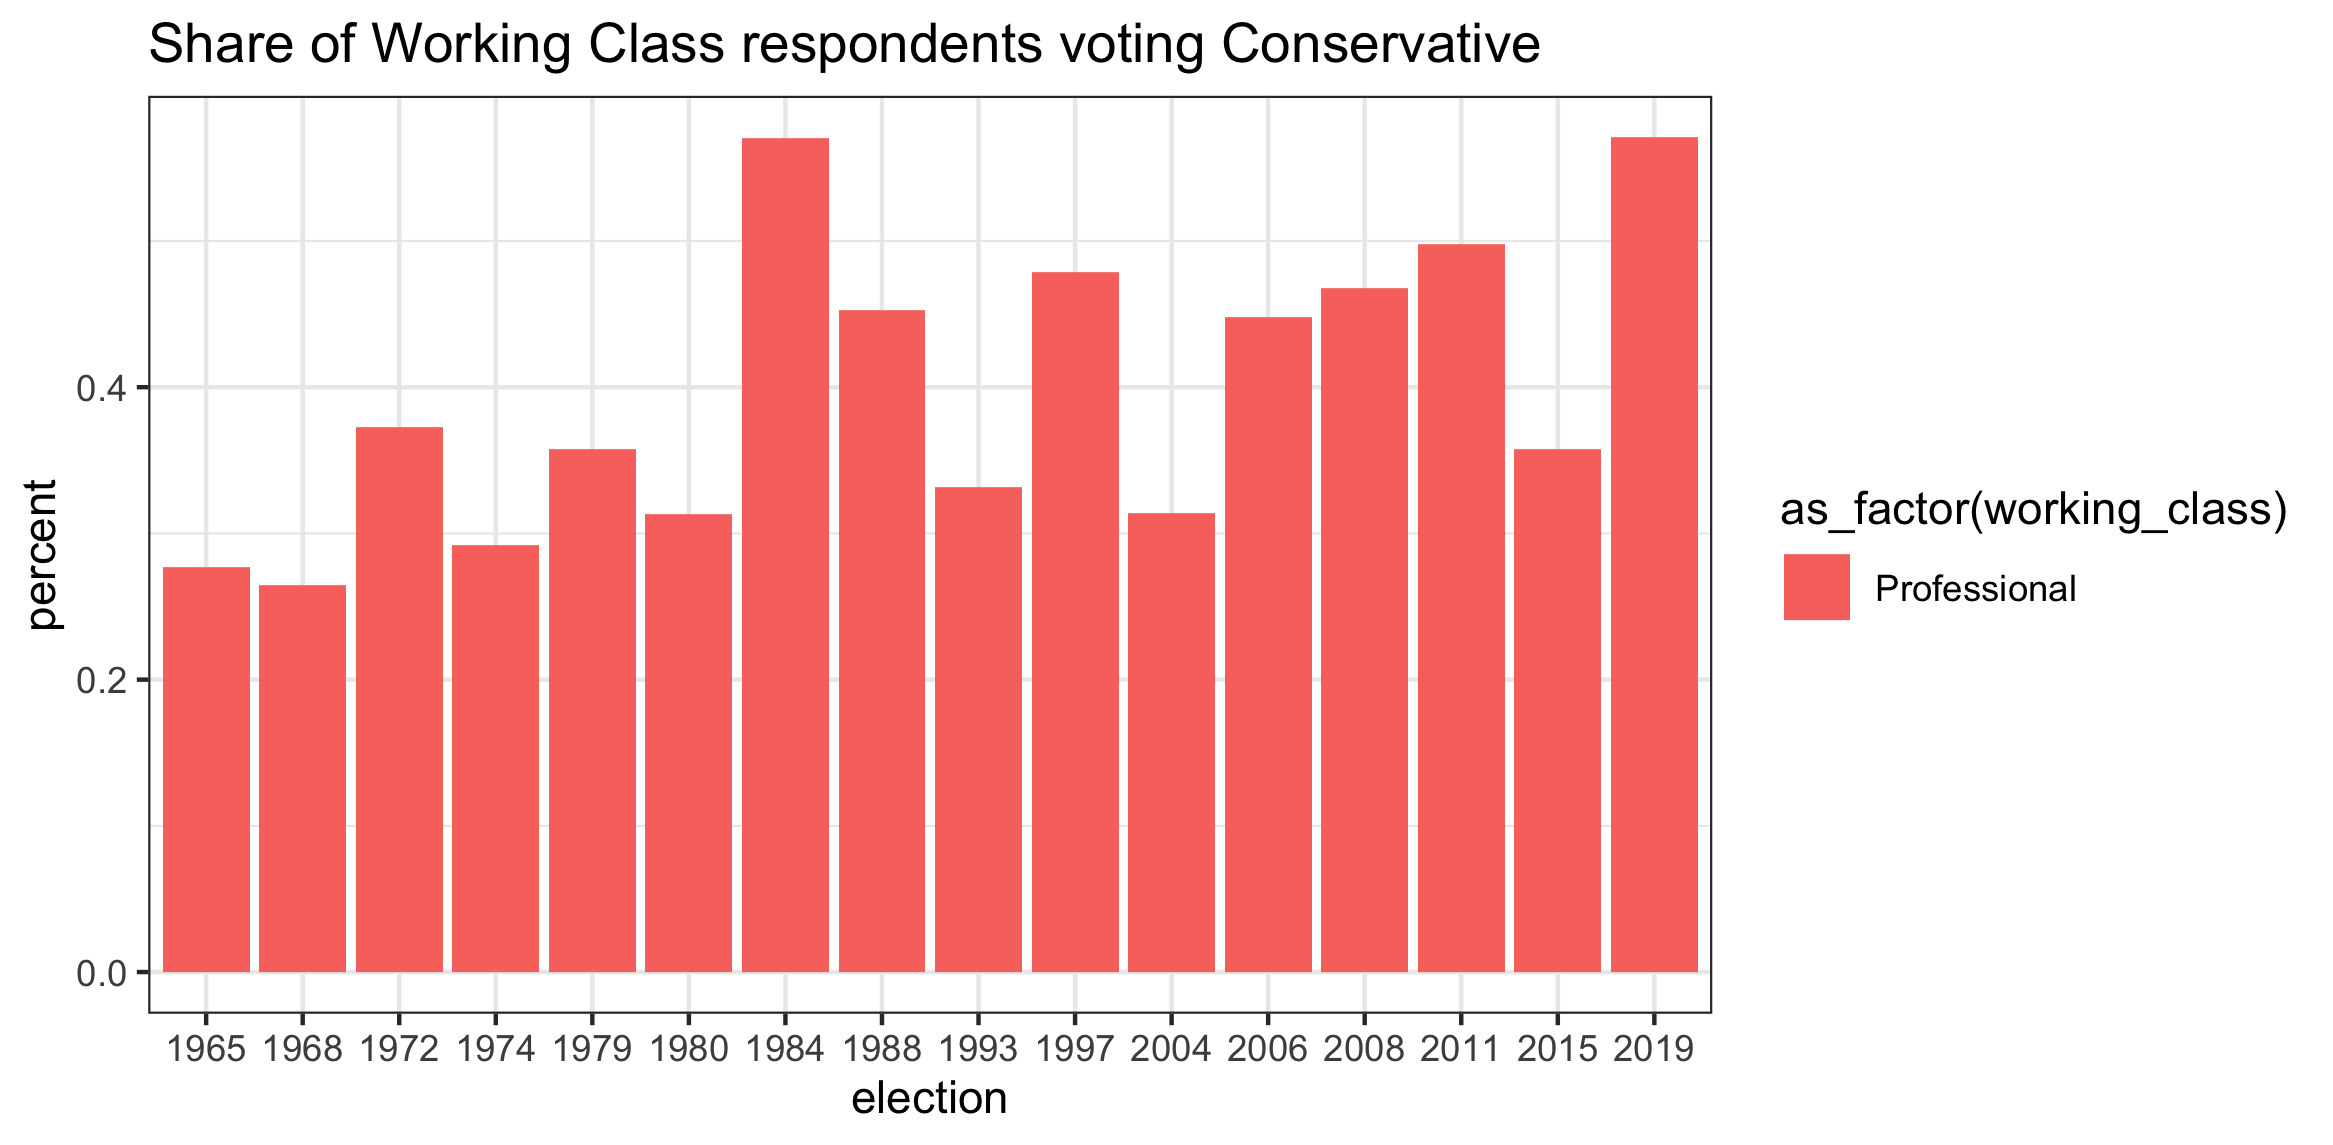 Share of Working Class respondents voting Conservative
percent
0.4
0.2
0.0
1965 1968 1972 1974 1979 1980 1984 1988 1993 1997 2004 2006 2008 2011 2015 2019
election
as_factor(working_class)
Professional